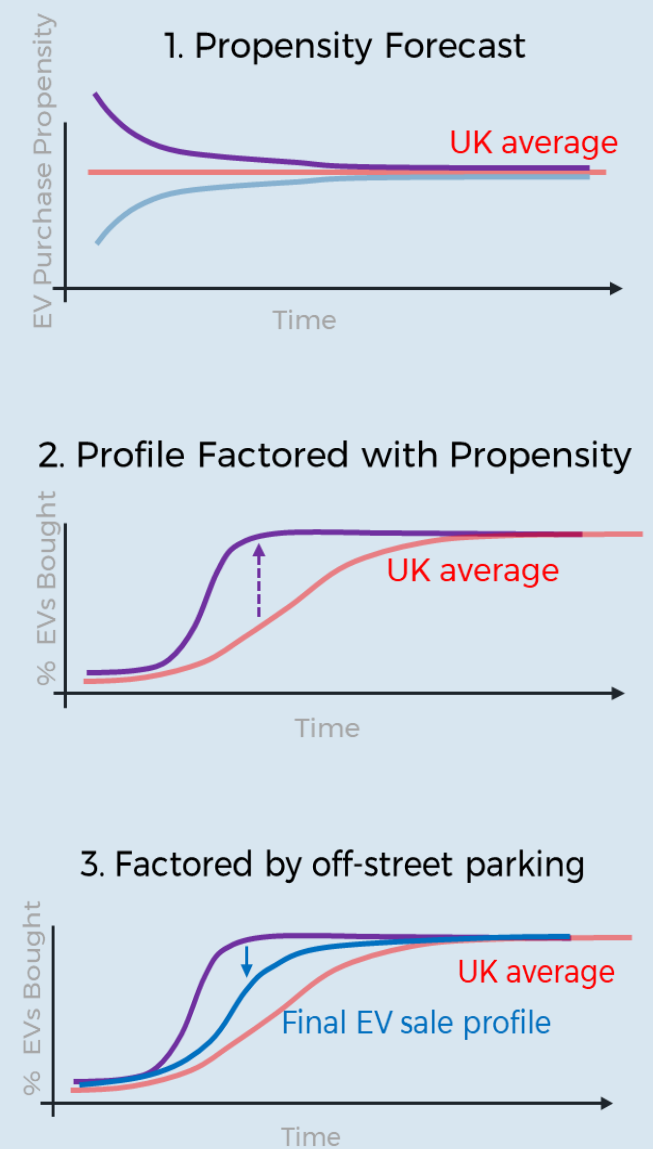 1. Propensity Forecast
EV Purchase Propensity
UK average
Time
2. Profile Factored with Propensity
% EVs Bought
UK average
Time
3. Factored by off-street parking
% EVs Bought
UK average
Final EV sale profile
Time